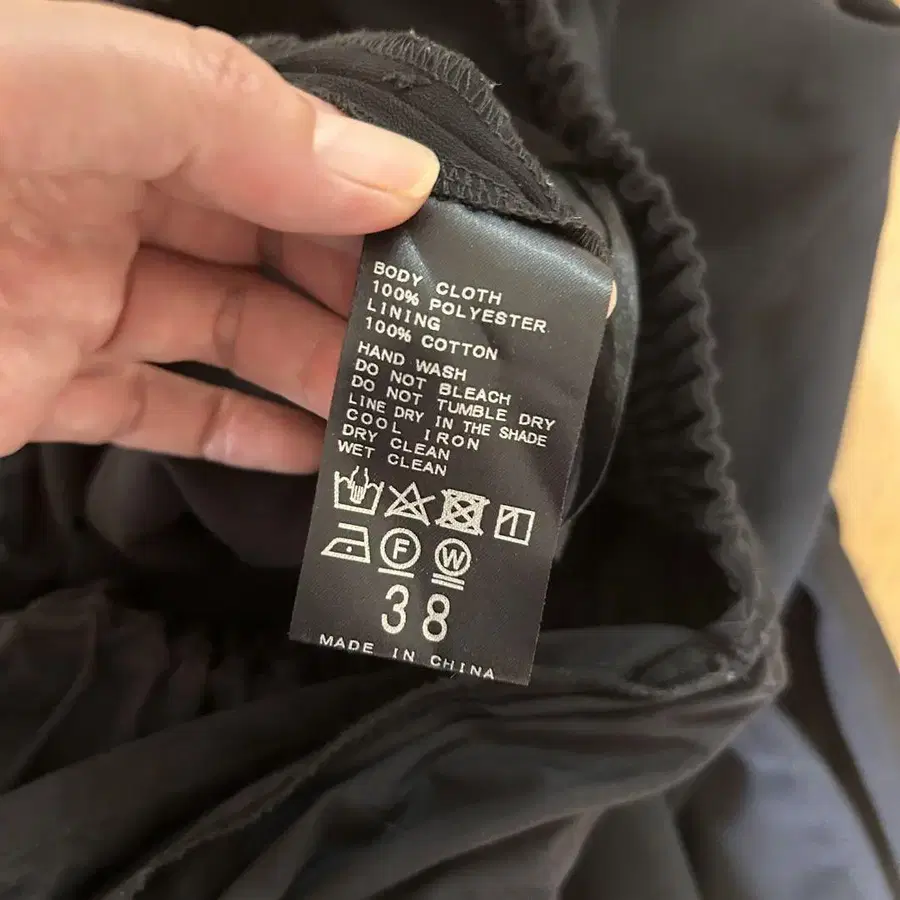 BODY CLOTH
100% POLYESTER
LINING
100% COTTON
HAND WASH
DO NOT BLEACH
DO NOT TUMBLE DRY
LINE DRY IN THE SHADE
COOL IRON
DRY CLEAN
WET CLEAN
F W
38
MADE IN CHINA